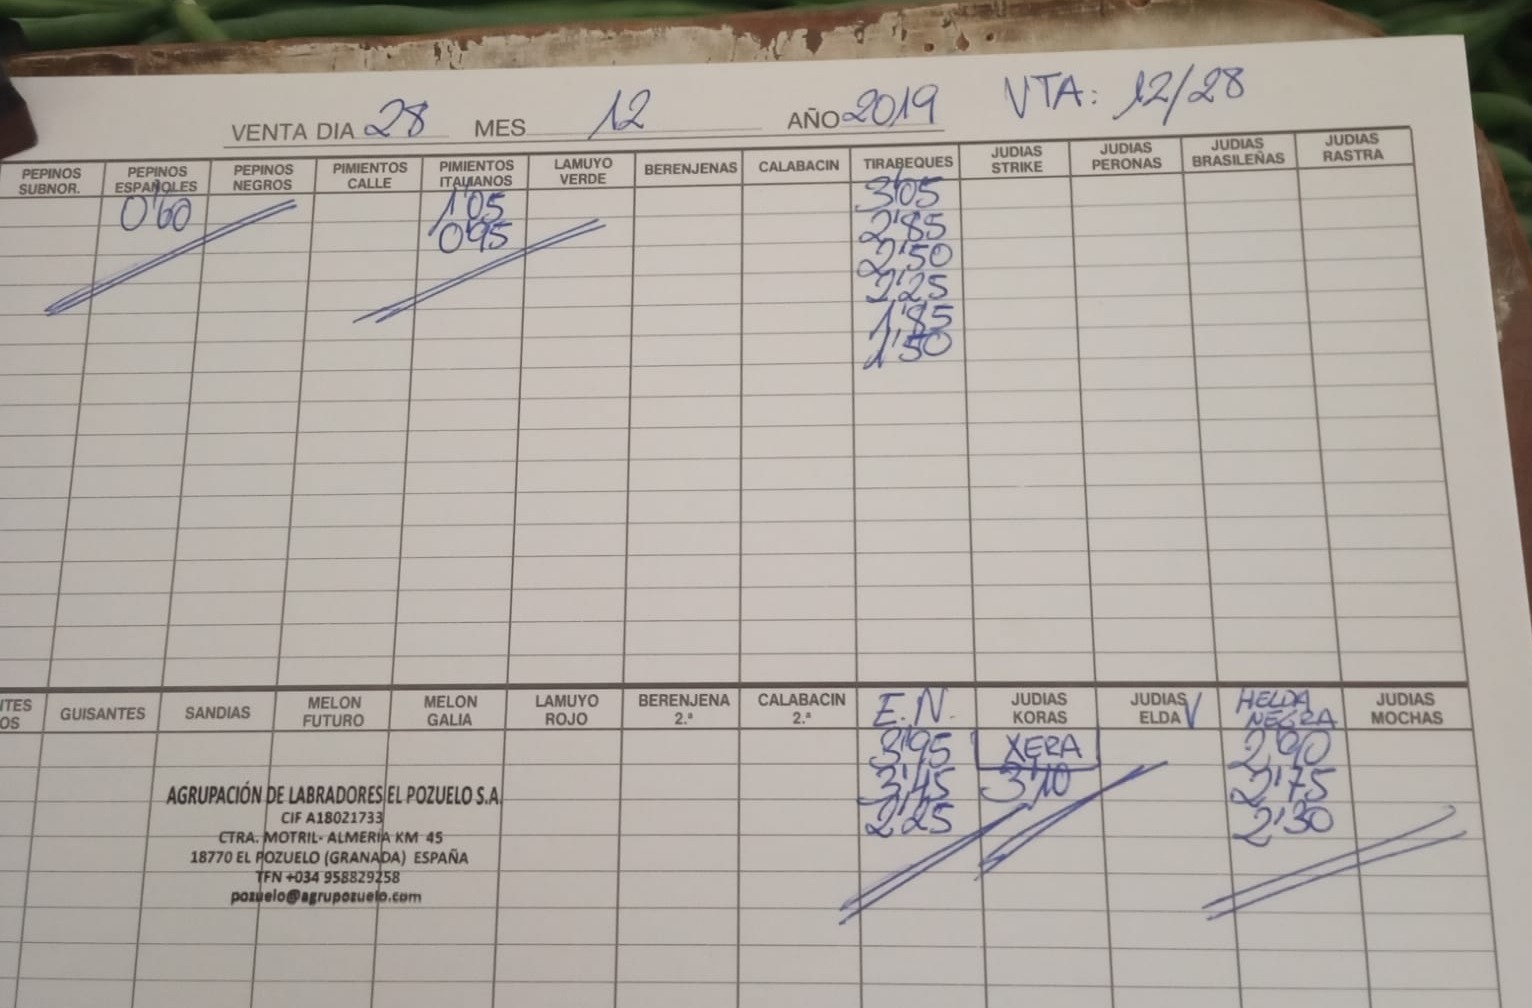 VENTA DIA 28 MES 12 AÑO 2019 VTA: 12/28
PEPINOS SUBNOR.
PEPINOS ESPAÑOLES
PEPINOS NEGROS
PIMIENTOS CALLE
PIMIENTOS ITALIANOS
LAMUYO VERDE
BERENJENAS
CALABACIN
TIRABEQUES
JUDIAS STRIKE
JUDIAS PERONAS
JUDIAS BRASILEÑAS
JUDIAS RASTRA
0'60
1'05
0'95
3'05
2'85
2'50
2'25
1'85
1'50
GUISANTES
SANDIAS
MELON FUTURO
MELON GALIA
LAMUYO ROJO
BERENJENA 2.ª
CALABACIN 2.ª
E.N.
JUDIAS KORAS
JUDIAS ELDA
HELDA NEGRA
JUDIAS MOCHAS
3'95
3'45
2'25
XERA
3'10
2'90
2'75
2'30
AGRUPACIÓN DE LABRADORES EL POZUELO S.A.
CIF A18021733
CTRA. MOTRIL- ALMERIA KM 45
18770 EL POZUELO (GRANADA) ESPAÑA
TFN +034 958829258
pozuelo@agrupozuelo.com